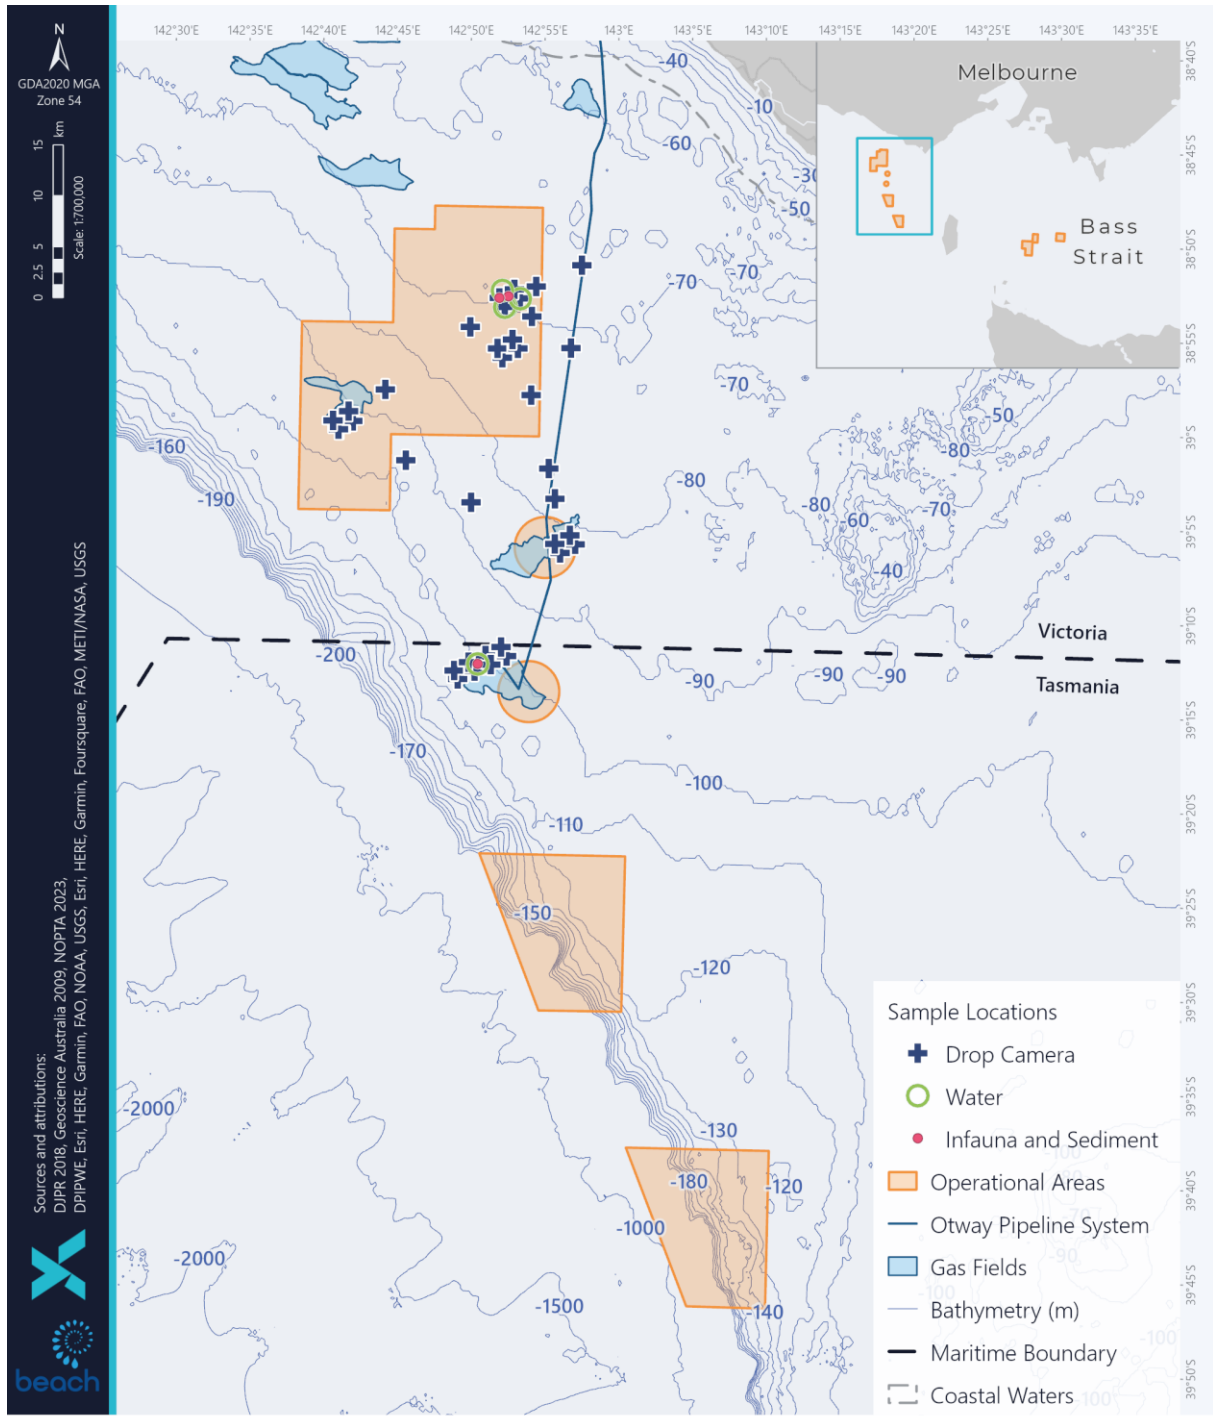 N
GDA2020 MGA
Zone 54
0 2.5 5 10 15 km
Scale: 1:700,000
Sources and attributions:
DJPR 2018, Geoscience Australia 2009, NOPTA 2023,
DPIPWE, Esri, HERE, Garmin, FAO, NOAA, USGS, Esri, HERE, Garmin, Foursquare, FAO, METI/NASA, USGS
beach
142°30'E 142°35'E 142°40'E 142°45'E 142°50'E 142°55'E 143°E 143°5'E 143°10'E 143°15'E 143°20'E 143°25'E 143°30'E 143°35'E
38°40'S
38°45'S
38°50'S
38°55'S
39°S
39°5'S
39°10'S
39°15'S
39°20'S
39°25'S
39°30'S
39°35'S
39°40'S
39°45'S
39°50'S
Melbourne
Bass
Strait
-40
-10
-60
-30
-50
-70
-70
-70
-50
-80
-160
-190
-80
-80
-60
-70
-40
Victoria
-200
-90
-90
-90
Tasmania
-170
-100
-110
-150
-120
-2000
-130
-180
-120
-1000
-2000
-1500
-140
Sample Locations
Drop Camera
Water
Infauna and Sediment
Operational Areas
Otway Pipeline System
Gas Fields
Bathymetry (m)
Maritime Boundary
Coastal Waters
-100
-70
-90
-100
-100
100